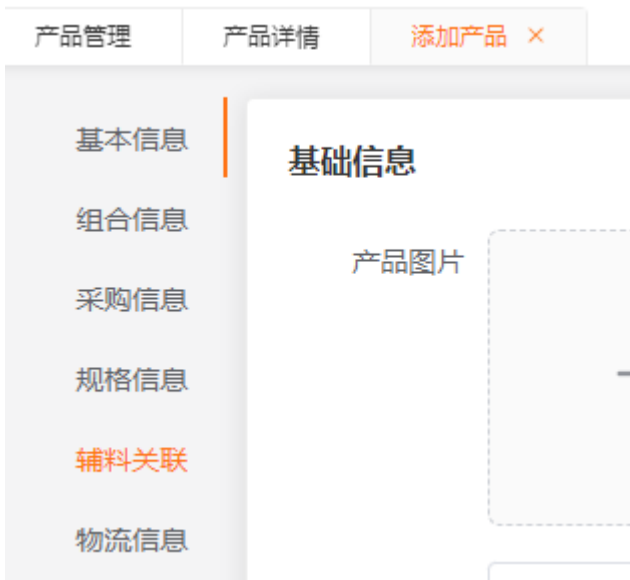 产品管理 产品详情 添加产品 ×
基本信息
组合信息
采购信息
规格信息
辅料关联
物流信息
基础信息
产品图片